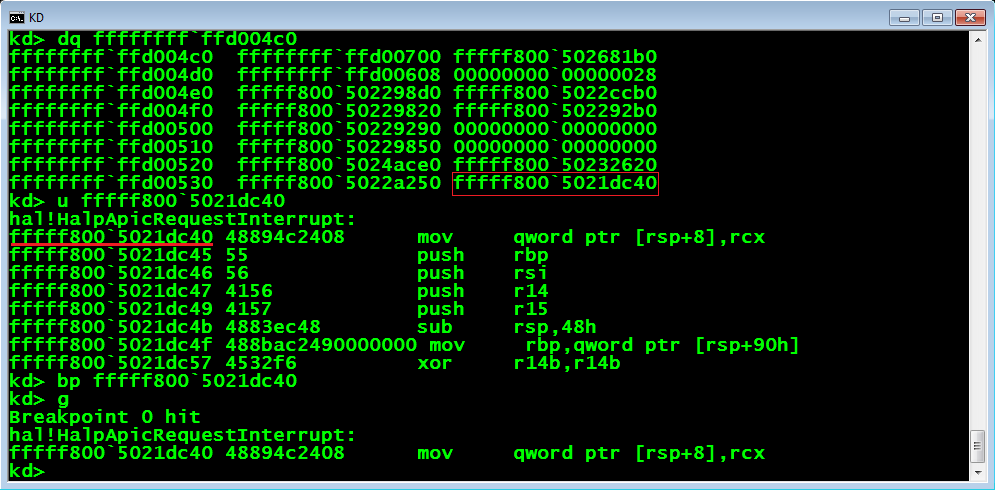 KD
kd> dq ffffffff`ffd004c0
ffffffff`ffd004c0  ffffffff`ffd00700 fffff800`502681b0
ffffffff`ffd004d0  ffffffff`ffd00608 00000000`00000028
ffffffff`ffd004e0  fffff800`502298d0 fffff800`5022ccb0
ffffffff`ffd004f0  fffff800`50229820 fffff800`502292b0
ffffffff`ffd00500  fffff800`50229290 00000000`00000000
ffffffff`ffd00510  fffff800`50229850 00000000`00000000
ffffffff`ffd00520  fffff800`5024ace0 fffff800`50232620
ffffffff`ffd00530  fffff800`5022a250 fffff800`5021dc40
kd> u fffff800`5021dc40
hal!HalpApicRequestInterrupt:
fffff800`5021dc40 48894c2408      mov     qword ptr [rsp+8],rcx
fffff800`5021dc45 55              push    rbp
fffff800`5021dc46 56              push    rsi
fffff800`5021dc47 4156            push    r14
fffff800`5021dc49 4157            push    r15
fffff800`5021dc4b 4883ec48        sub     rsp,48h
fffff800`5021dc4f 488bac2490000000 mov     rbp,qword ptr [rsp+90h]
fffff800`5021dc57 4532f6          xor     r14b,r14b
kd> bp fffff800`5021dc40
kd> g
Breakpoint 0 hit
hal!HalpApicRequestInterrupt:
fffff800`5021dc40 48894c2408      mov     qword ptr [rsp+8],rcx
kd>